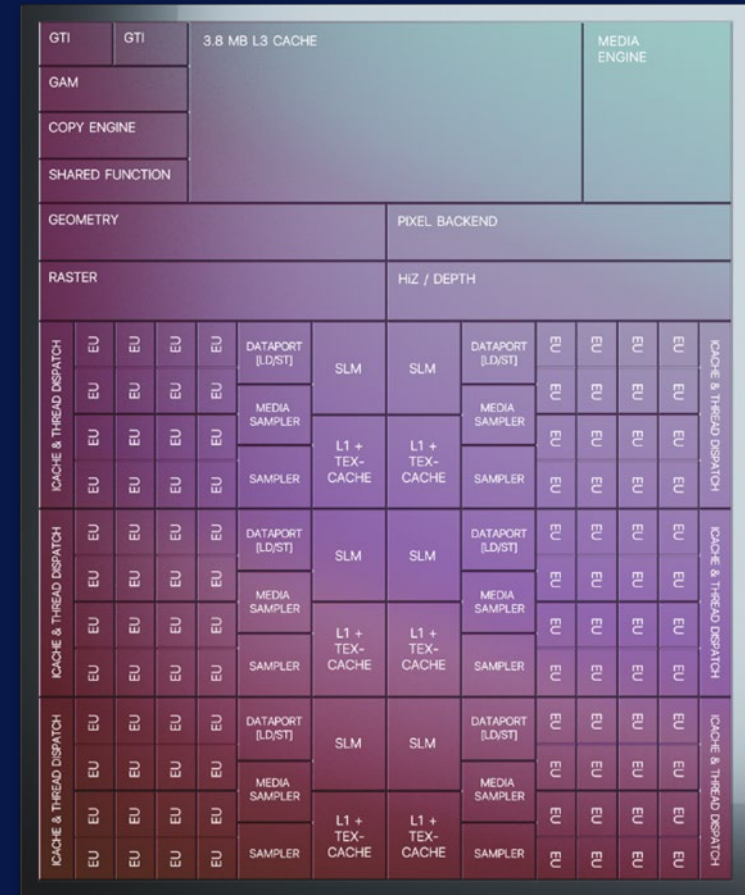 GTI GTI 3.8 MB L3 CACHE MEDIA
ENGINE
GAM
COPY ENGINE
SHARED FUNCTION
GEOMETRY PIXEL BACKEND
RASTER HiZ / DEPTH
ICACHE & THREAD DISPATCH
EU EU EU EU
EU EU EU EU
EU EU EU EU
EU EU EU EU
DATAPORT
[LD/ST]
MEDIA
SAMPLER
SAMPLER
SLM
L1 +
TEX-
CACHE
SLM
L1 +
TEX-
CACHE
DATAPORT
[LD/ST]
MEDIA
SAMPLER
SAMPLER
EU EU EU EU
EU EU EU EU
EU EU EU EU
EU EU EU EU
ICACHE & THREAD DISPATCH
ICACHE & THREAD DISPATCH
EU EU EU EU
EU EU EU EU
EU EU EU EU
EU EU EU EU
DATAPORT
[LD/ST]
MEDIA
SAMPLER
SAMPLER
SLM
L1 +
TEX-
CACHE
SLM
L1 +
TEX-
CACHE
DATAPORT
[LD/ST]
MEDIA
SAMPLER
SAMPLER
EU EU EU EU
EU EU EU EU
EU EU EU EU
EU EU EU EU
ICACHE & THREAD DISPATCH
ICACHE & THREAD DISPATCH
EU EU EU EU
EU EU EU EU
EU EU EU EU
EU EU EU EU
DATAPORT
[LD/ST]
MEDIA
SAMPLER
SAMPLER
SLM
L1 +
TEX-
CACHE
SLM
L1 +
TEX-
CACHE
DATAPORT
[LD/ST]
MEDIA
SAMPLER
SAMPLER
EU EU EU EU
EU EU EU EU
EU EU EU EU
EU EU EU EU
ICACHE & THREAD DISPATCH